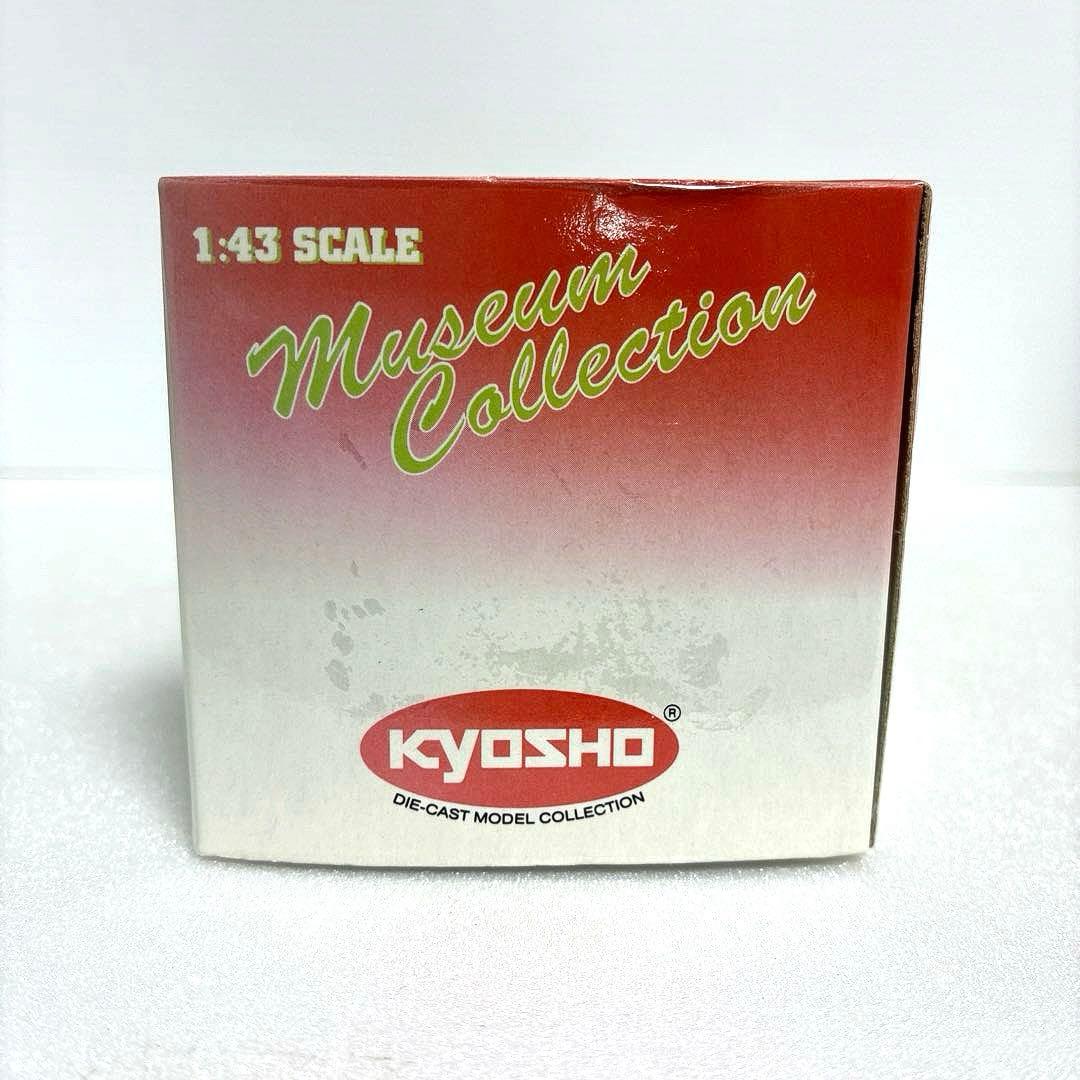 1:43 SCALE
Museum
Collection
KYOSHO ®
DIE-CAST MODEL COLLECTION